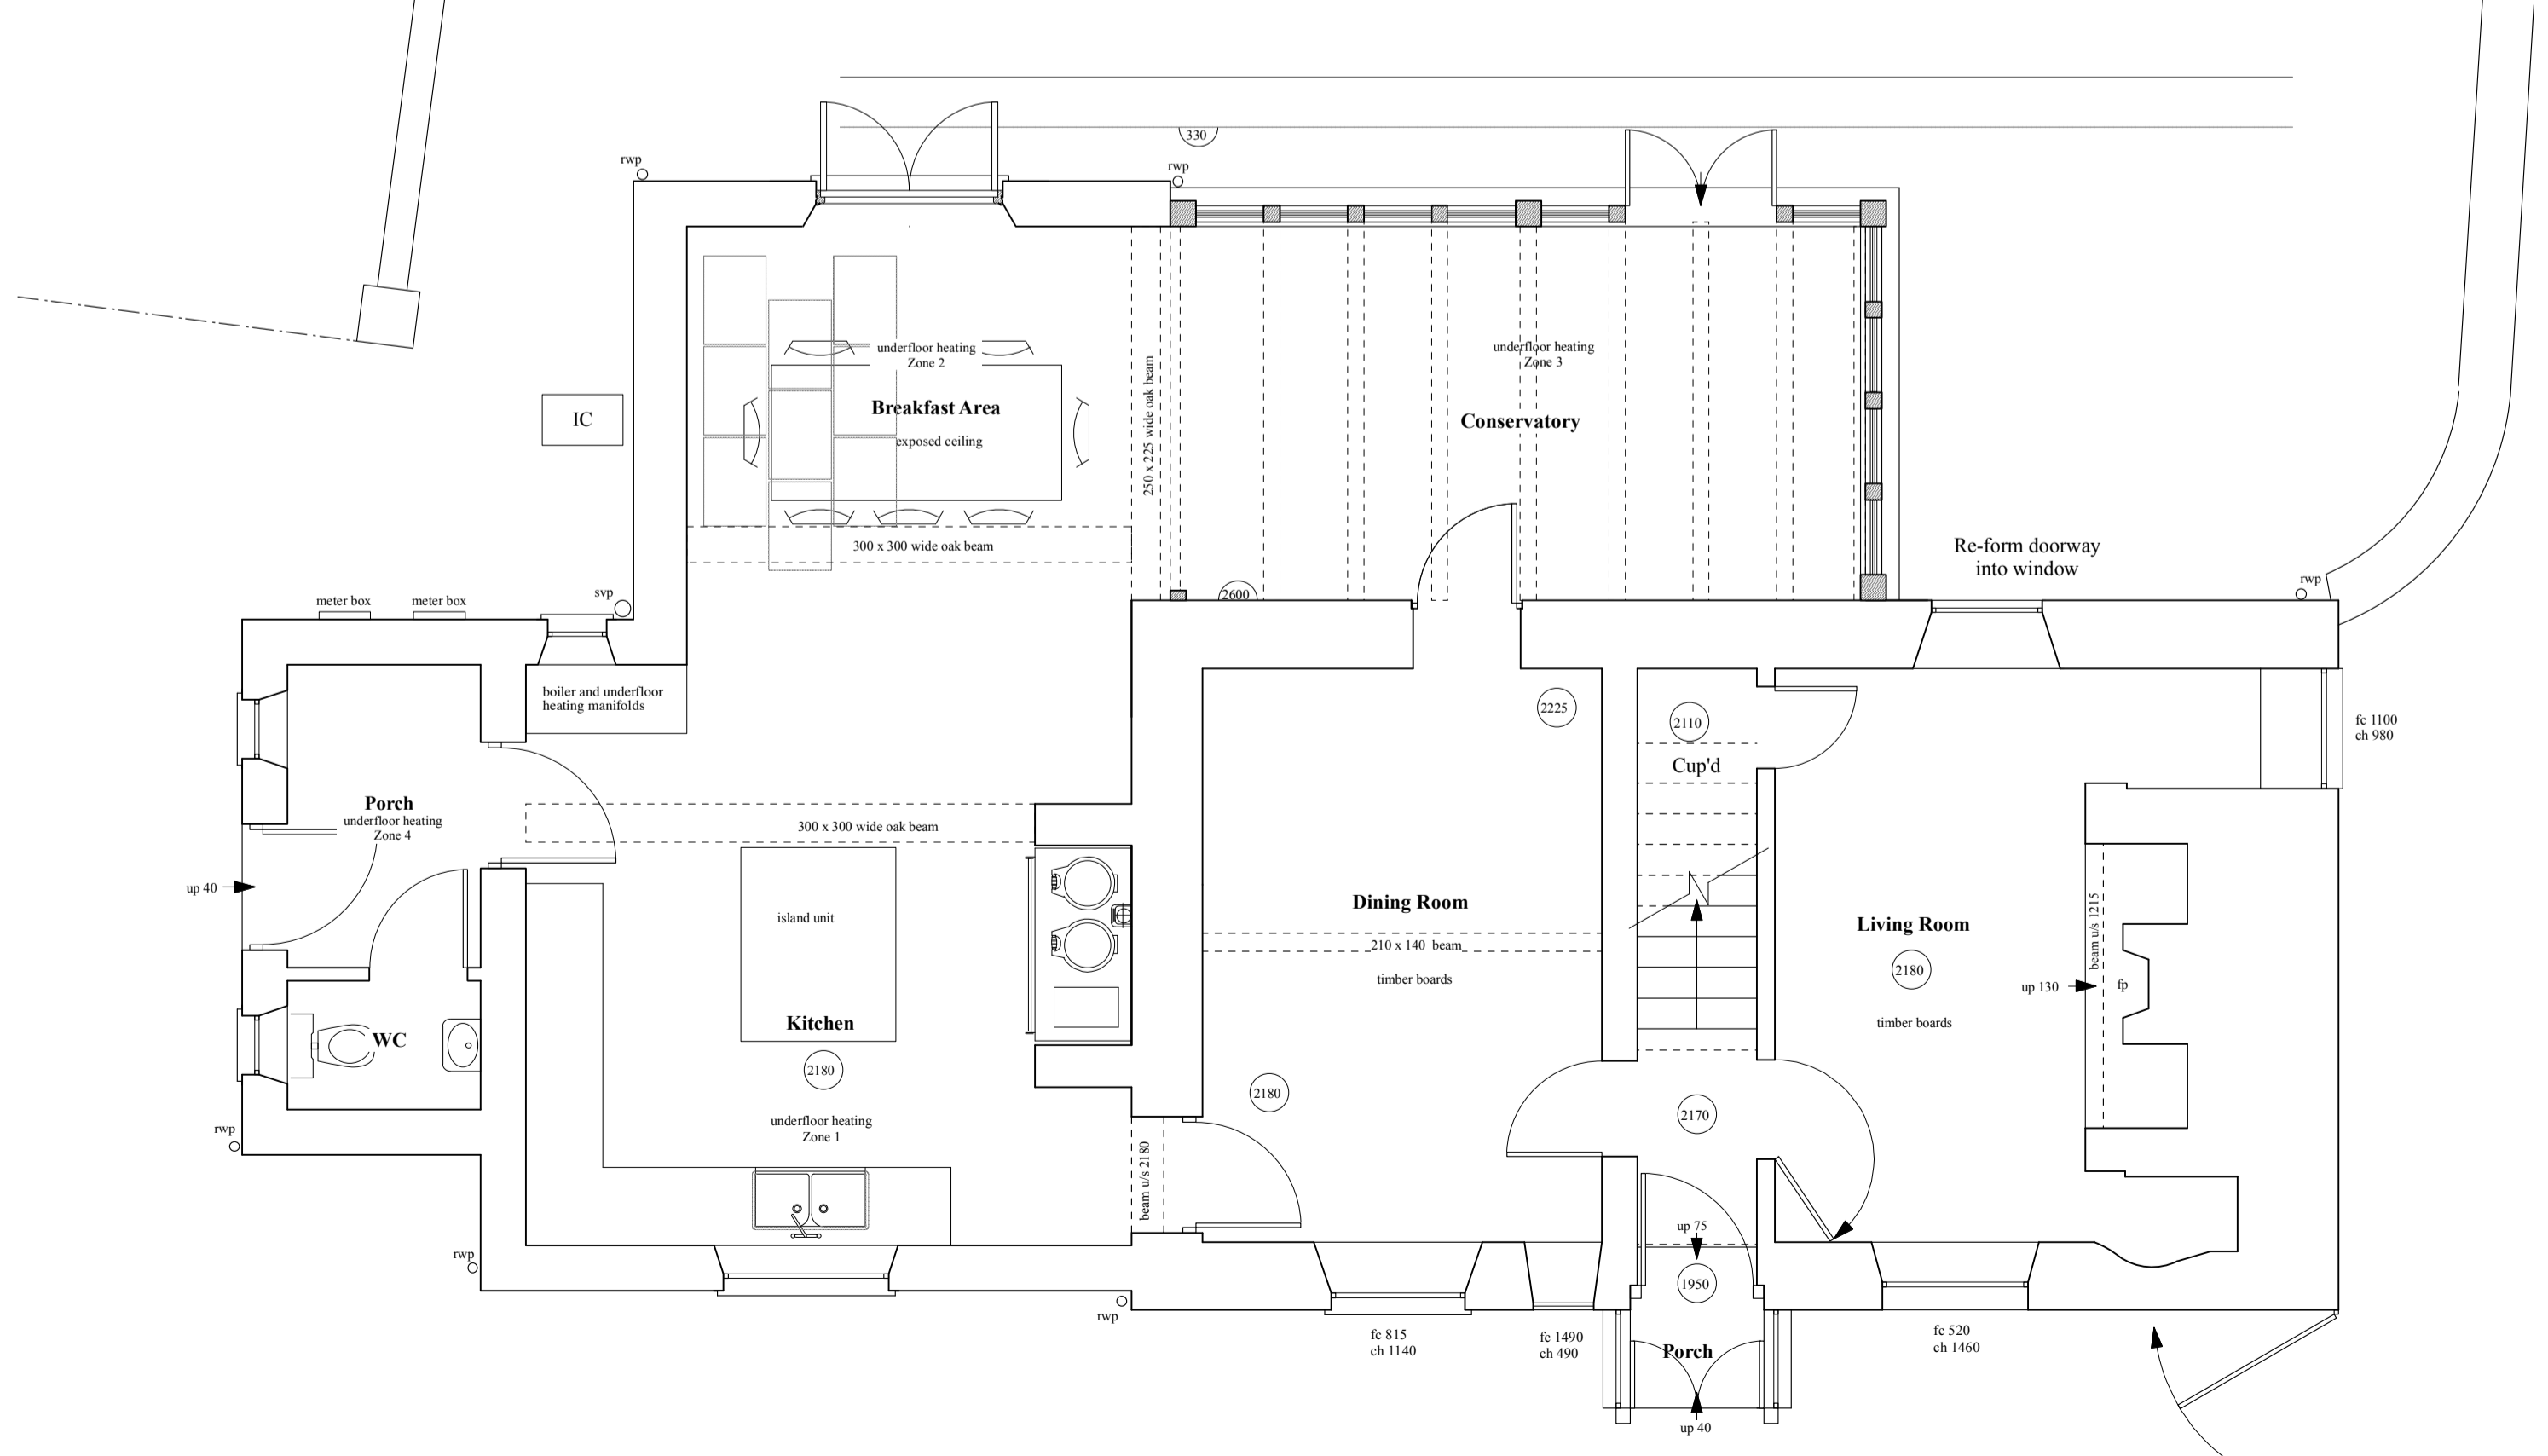 330
rwp
rwp
underfloor heating
Zone 2
Breakfast Area
exposed ceiling
250 x 225 wide oak beam
underfloor heating
Zone 3
Conservatory
IC
300 x 300 wide oak beam
Re-form doorway
into window
rwp
meter box
meter box
svp
2600
boiler and underfloor
heating manifolds
2225
2110
Cup'd
fc 1100
ch 980
Porch
underfloor heating
Zone 4
300 x 300 wide oak beam
up 40
island unit
Dining Room
210 x 140 beam
timber boards
Living Room
2180
timber boards
beam u/s 1215
up 130
fp
Kitchen
2180
WC
underfloor heating
Zone 1
2180
2170
rwp
beam u/s 2180
up 75
1950
rwp
rwp
fc 815
ch 1140
fc 1490
ch 490
Porch
fc 520
ch 1460
up 40